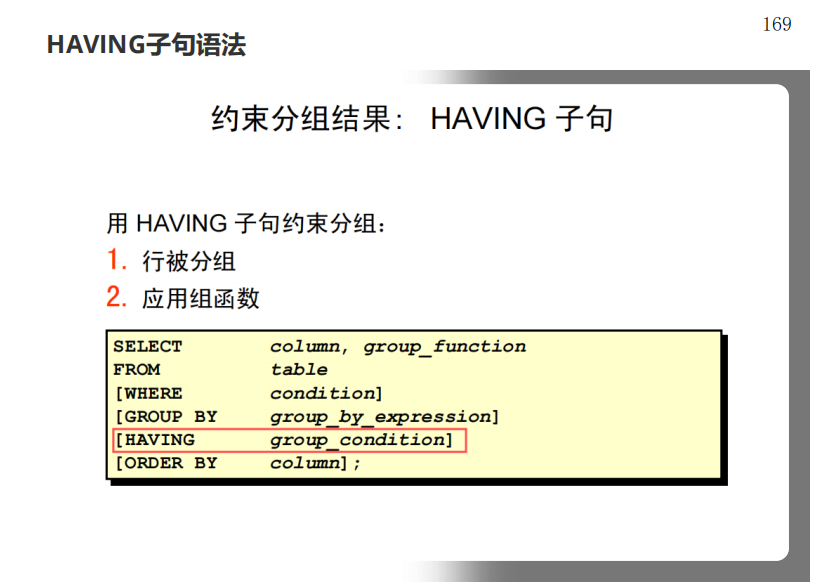 169
HAVING子句语法
约束分组结果： HAVING 子句
用 HAVING 子句约束分组：
1. 行被分组
2. 应用组函数
SELECT column, group_function
FROM table
[WHERE condition]
[GROUP BY group_by_expression]
[HAVING group_condition]
[ORDER BY column];